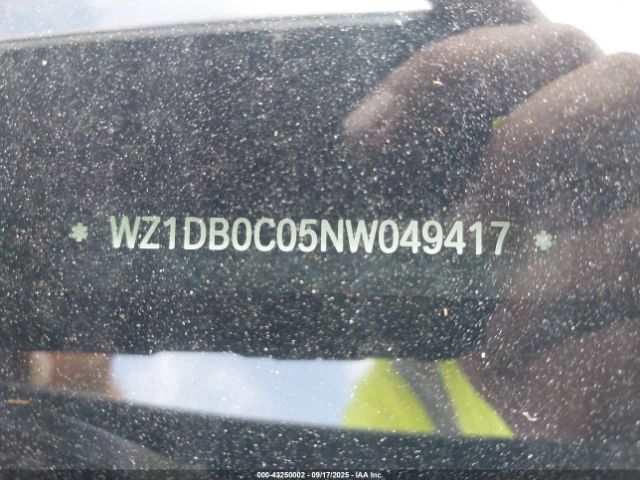 * WZ1DB0C05NW049417 *
000-43250002 - 09/17/2025 - IAA Inc.